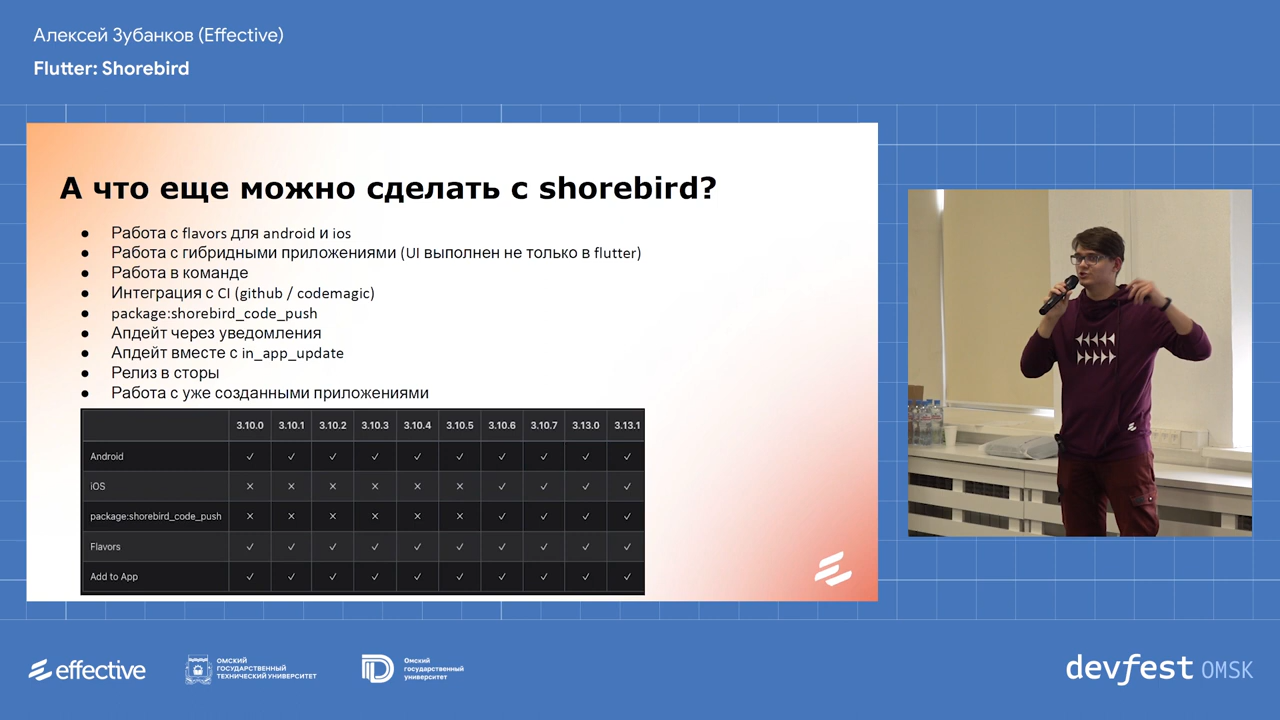 Алексей Зубанков (Effective)
Flutter: Shorebird
А что еще можно сделать с shorebird?
● Работа с flavors для android и ios
● Работа с гибридными приложениями (UI выполнен не только в flutter)
● Работа в команде
● Интеграция с CI (github / codemagic)
● package:shorebird_code_push
● Апдейт через уведомления
● Апдейт вместе с in_app_update
● Релиз в сторы
● Работа с уже созданными приложениями
3.10.0 3.10.1 3.10.2 3.10.3 3.10.4 3.10.5 3.10.6 3.10.7 3.13.0 3.13.1
Android ✓ ✓ ✓ ✓ ✓ ✓ ✓ ✓ ✓ ✓
iOS ✕ ✕ ✕ ✕ ✕ ✕ ✓ ✓ ✓ ✓
package:shorebird_code_push ✕ ✕ ✕ ✕ ✕ ✕ ✓ ✓ ✓ ✓
Flavors ✓ ✓ ✓ ✓ ✓ ✓ ✓ ✓ ✓ ✓
Add to App ✓ ✓ ✓ ✓ ✓ ✓ ✓ ✓ ✓ ✓
effective
ОМСКИЙ
ГОСУДАРСТВЕННЫЙ
ТЕХНИЧЕСКИЙ УНИВЕРСИТЕТ
Омский
государственный
университет
devfest OMSK